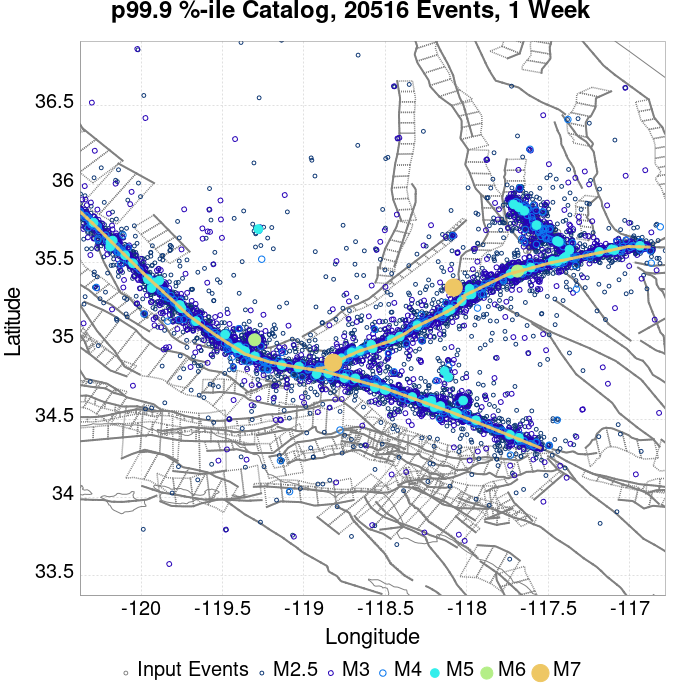 p99.9 %-ile Catalog, 20516 Events, 1 Week
Latitude
36.5
36
35.5
35
34.5
34
33.5
-120 -119.5 -119 -118.5 -118 -117.5 -117
Longitude
Input Events M2.5 M3 M4 M5 M6 M7